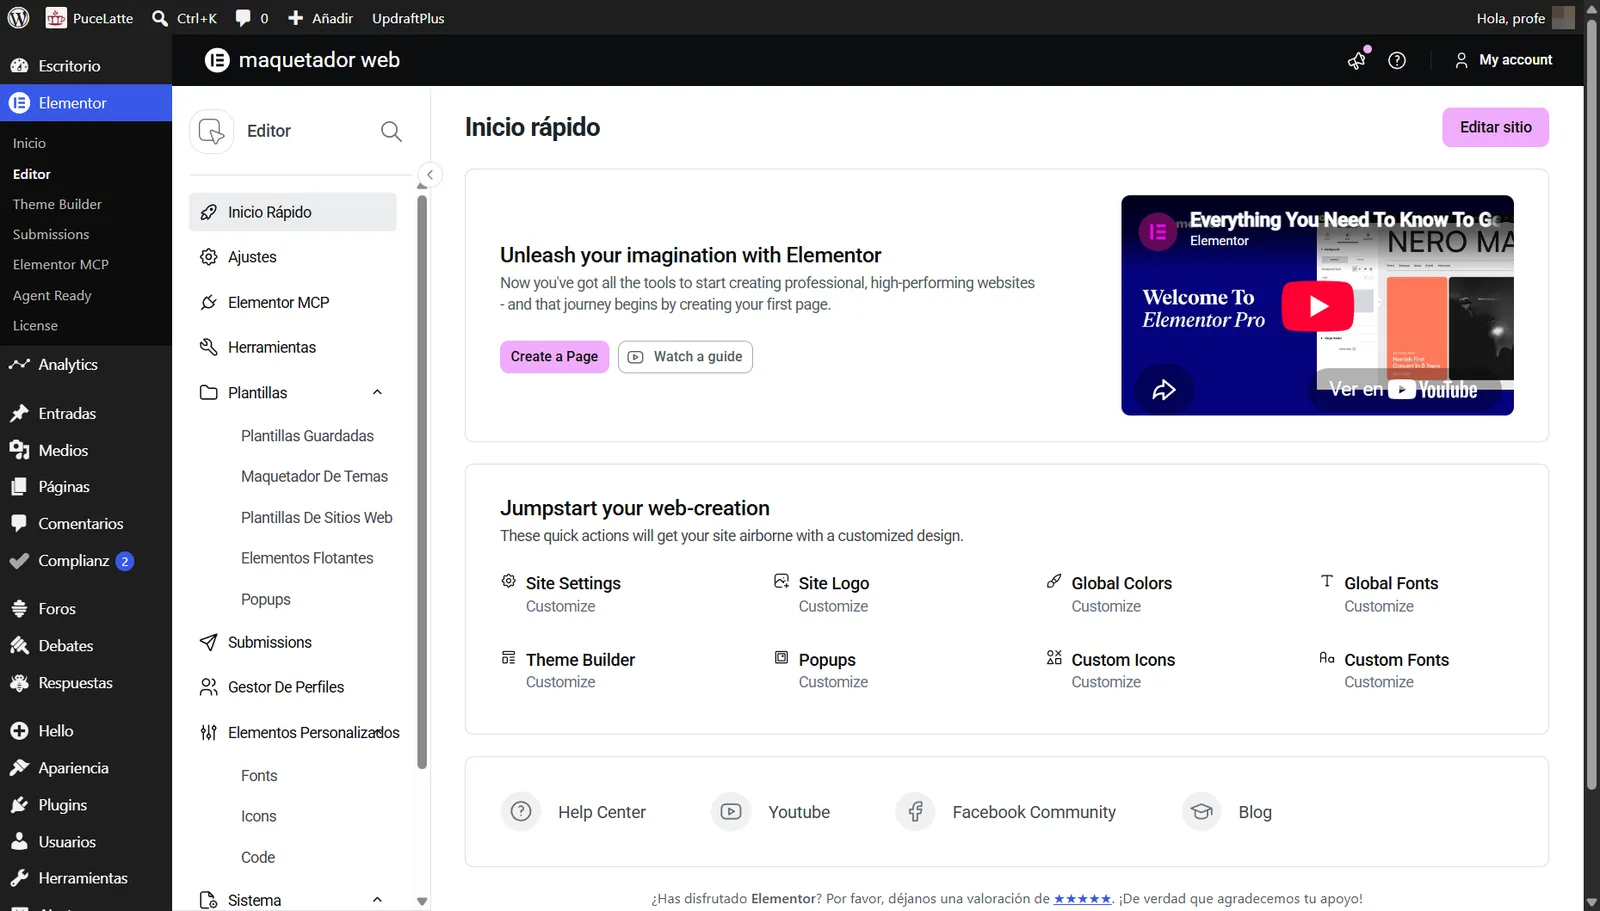 PuceLatte
Ctrl+K
0
Añadir
UpdraftPlus
Hola, profe
Escritorio
Elementor
Inicio
Editor
Theme Builder
Submissions
Elementor MCP
Agent Ready
License
Analytics
Entradas
Medios
Páginas
Comentarios
Complianz 2
Foros
Debates
Respuestas
Hello
Apariencia
Plugins
Usuarios
Herramientas
maquetador web
My account
Editor
Inicio Rápido
Ajustes
Elementor MCP
Herramientas
Plantillas
Plantillas Guardadas
Maquetador De Temas
Plantillas De Sitios Web
Elementos Flotantes
Popups
Submissions
Gestor De Perfiles
Elementos Personalizados
Fonts
Icons
Code
Sistema
Inicio rápido
Editar sitio
Unleash your imagination with Elementor
Now you've got all the tools to start creating professional, high-performing websites
- and that journey begins by creating your first page.
Create a Page
Watch a guide
Everything You Need To Know To Ge
Elementor
NERO MA
Welcome To
Elementor Pro
Ver en YouTube
Jumpstart your web-creation
These quick actions will get your site airborne with a customized design.
Site Settings
Customize
Site Logo
Customize
Global Colors
Customize
Global Fonts
Customize
Theme Builder
Customize
Popups
Customize
Custom Icons
Customize
Custom Fonts
Customize
Help Center
Youtube
Facebook Community
Blog
¿Has disfrutado Elementor? Por favor, déjanos una valoración de ★★★★★. ¡De verdad que agradecemos tu apoyo!